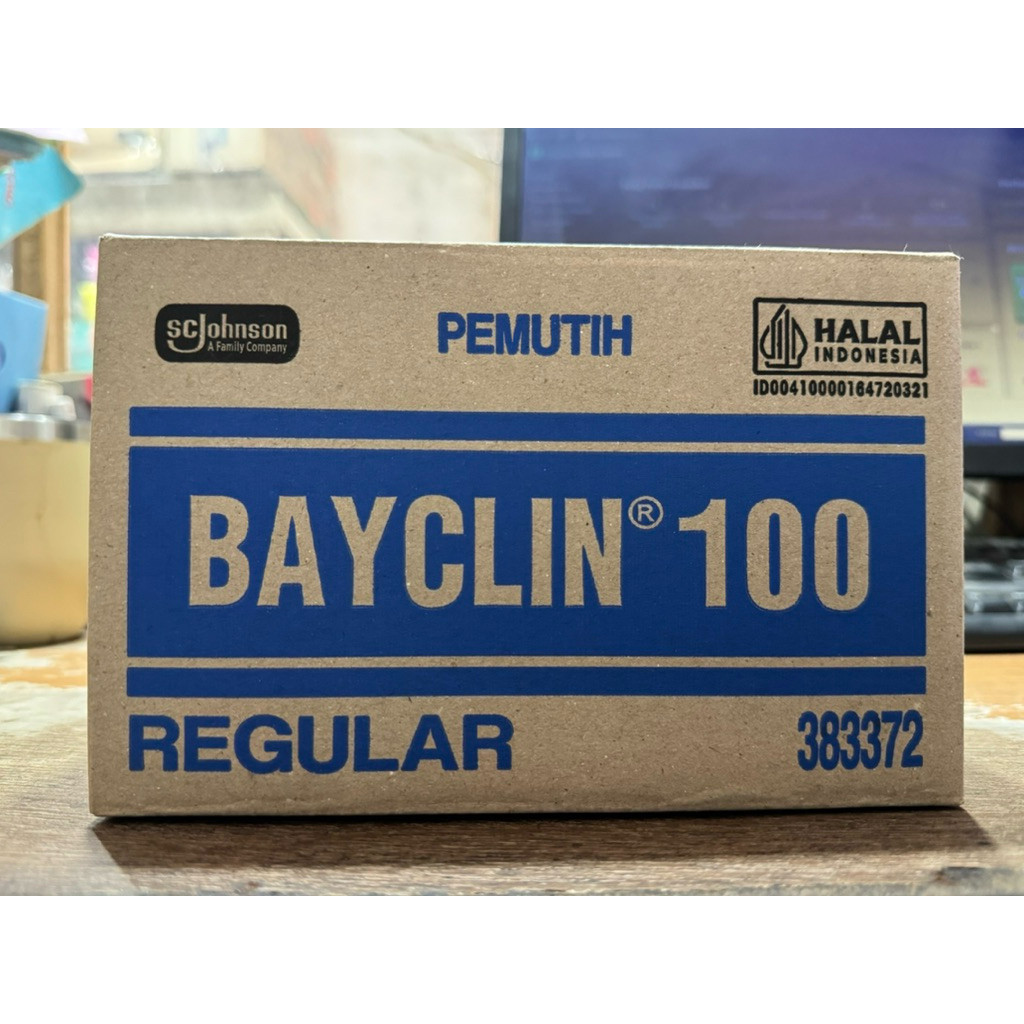 scJohnson
A Family Company
PEMUTIH
HALAL
INDONESIA
ID00410000164720321
BAYCLIN® 100
REGULAR
383372